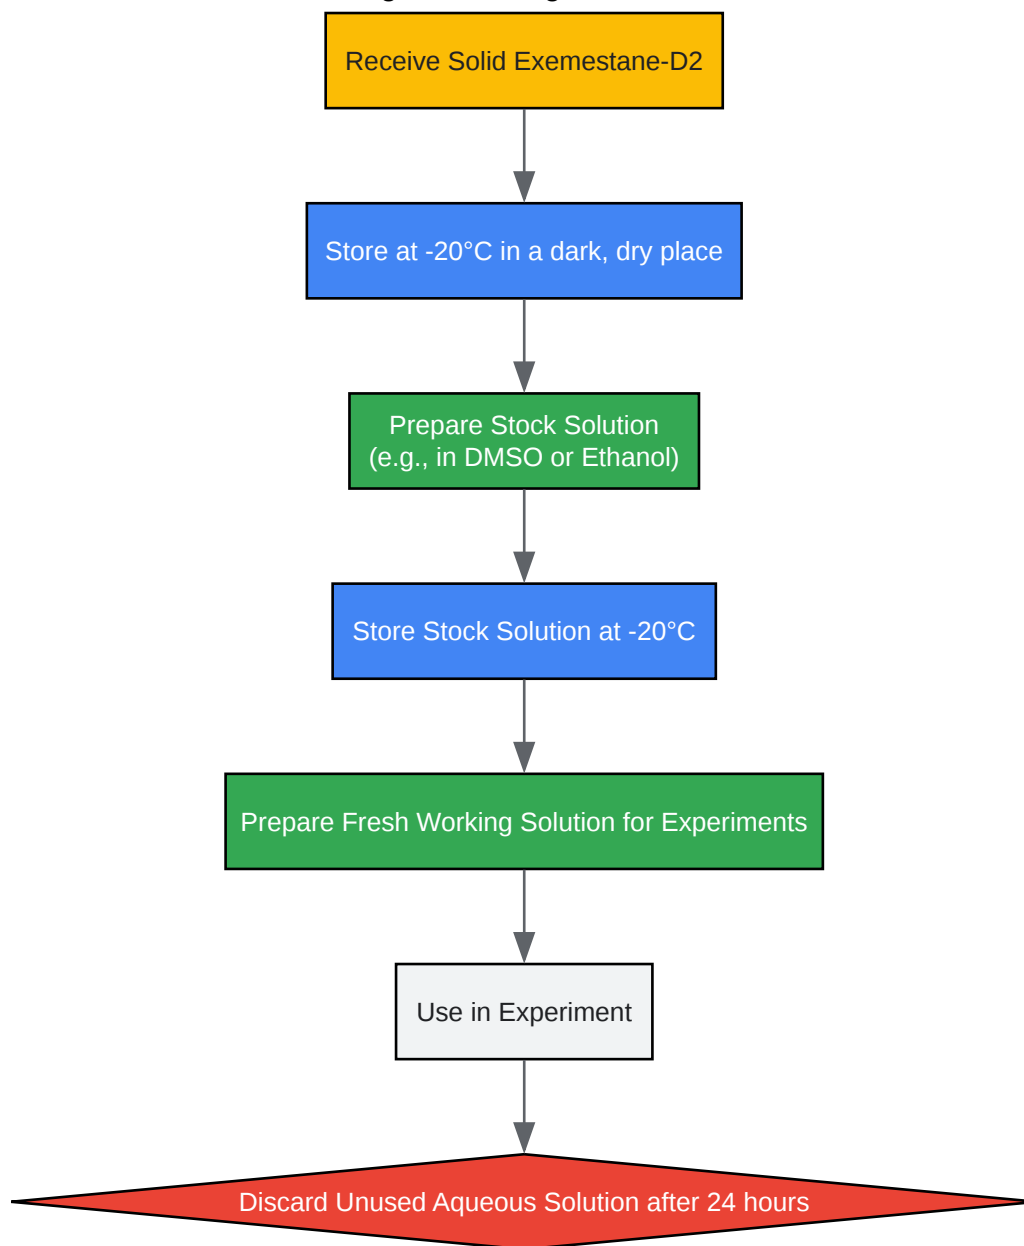 Receive Solid Exemestane-D2
Store at -20°C in a dark, dry place
Prepare Stock Solution
(e.g., in DMSO or Ethanol)
Store Stock Solution at -20°C
Prepare Fresh Working Solution for Experiments
Use in Experiment
Discard Unused Aqueous Solution after 24 hours